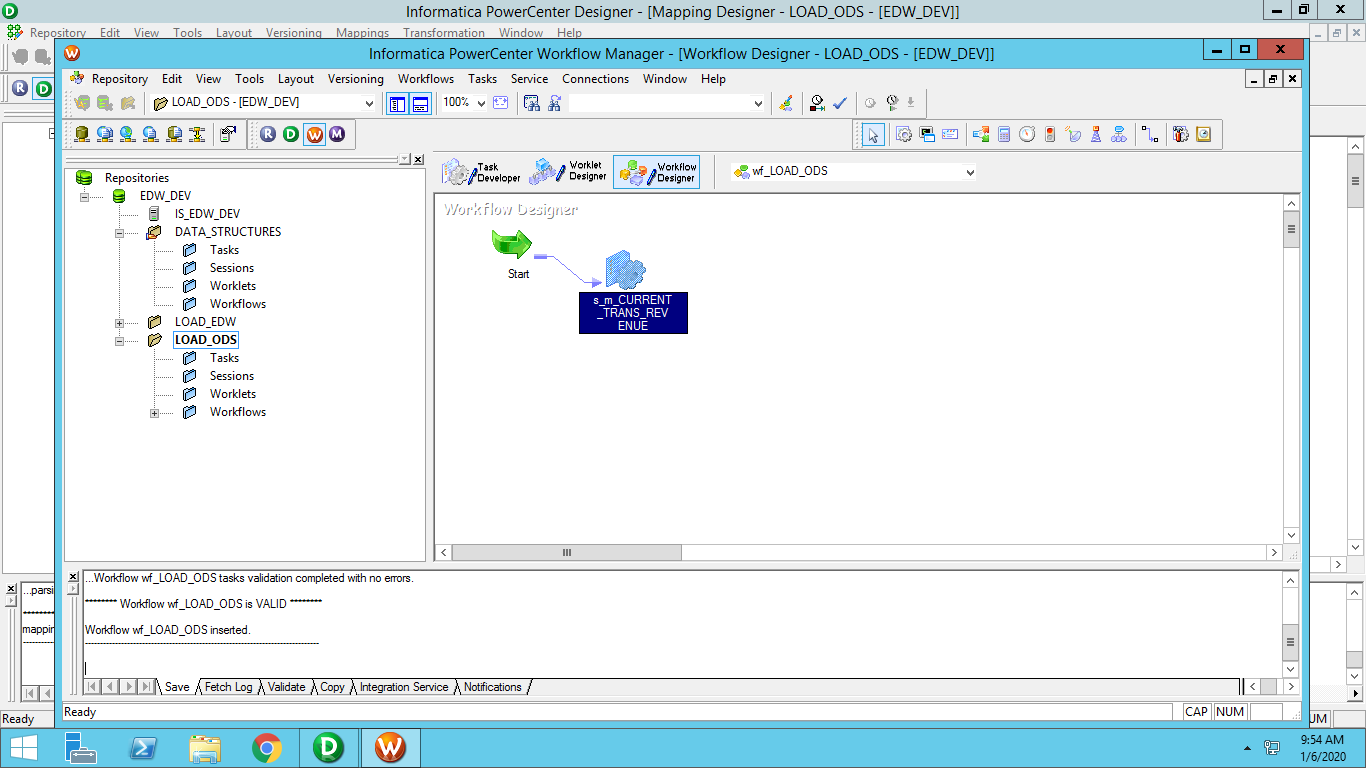 Informatica PowerCenter Designer - [Mapping Designer - LOAD_ODS - [EDW_DEV]]
Repository Edit View Tools Layout Versioning Mappings Transformation Window Help
Informatica PowerCenter Workflow Manager - [Workflow Designer - LOAD_ODS - [EDW_DEV]]
Repository Edit View Tools Layout Versioning Workflows Tasks Service Connections Window Help
LOAD_ODS - [EDW_DEV]
100%
R D W M
Repositories
EDW_DEV
IS_EDW_DEV
DATA_STRUCTURES
Tasks
Sessions
Worklets
Workflows
LOAD_EDW
LOAD_ODS
Tasks
Sessions
Worklets
Workflows
Task
Developer
Worklet
Designer
Workflow
Designer
wf_LOAD_ODS
Workflow Designer
Start
s_m_CURRENT
_TRANS_REV
ENUE
...parsi
mappin
...Workflow wf_LOAD_ODS tasks validation completed with no errors.
******** Workflow wf_LOAD_ODS is VALID ********
Workflow wf_LOAD_ODS inserted.
Save Fetch Log Validate Copy Integration Service Notifications
Ready
CAP NUM
Ready
UM
9:54 AM
1/6/2020